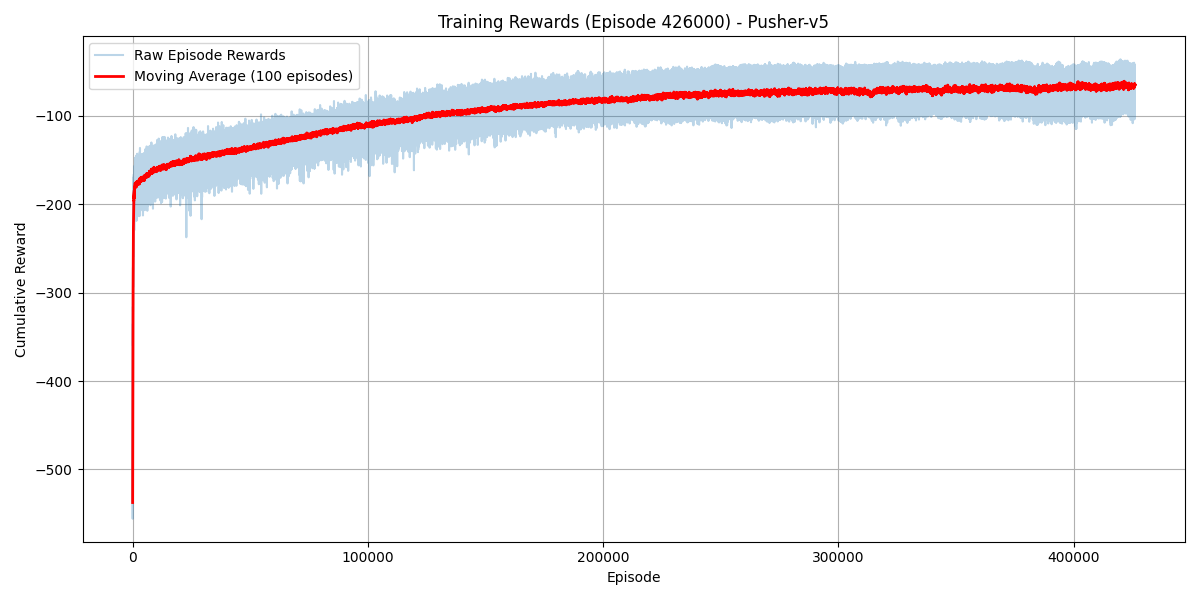 Training Rewards (Episode 426000) - Pusher-v5
Raw Episode Rewards
Moving Average (100 episodes)
−100
−200
−300
−400
−500
Cumulative Reward
0
100000
200000
300000
400000
Episode